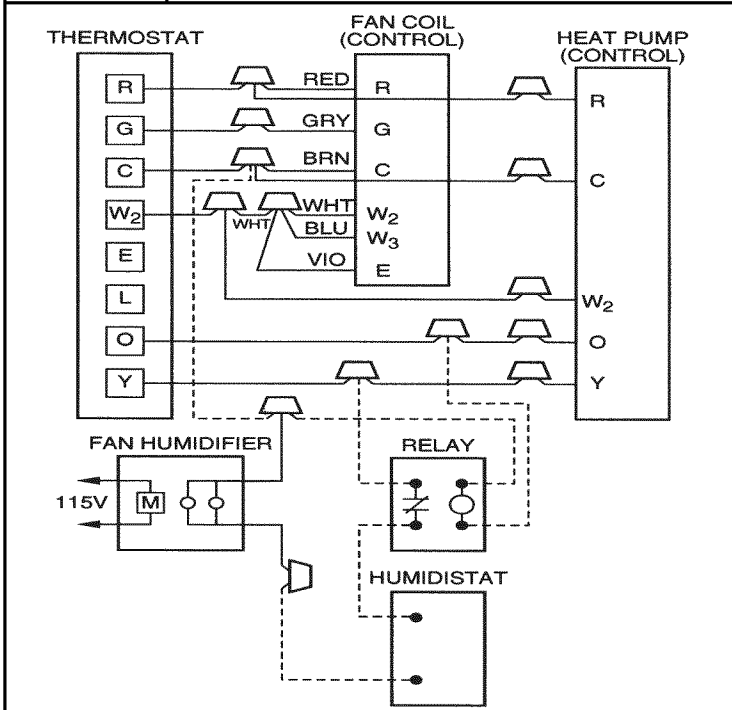 THERMOSTAT
FAN COIL
(CONTROL)
HEAT PUMP
(CONTROL)
R
RED
R
R
G
GRY
G
C
BRN
C
C
W2
WHT
WHT
W2
BLU
W3
E
VIO
E
L
W2
O
O
Y
Y
FAN HUMIDIFIER
RELAY
115V
M
HUMIDISTAT